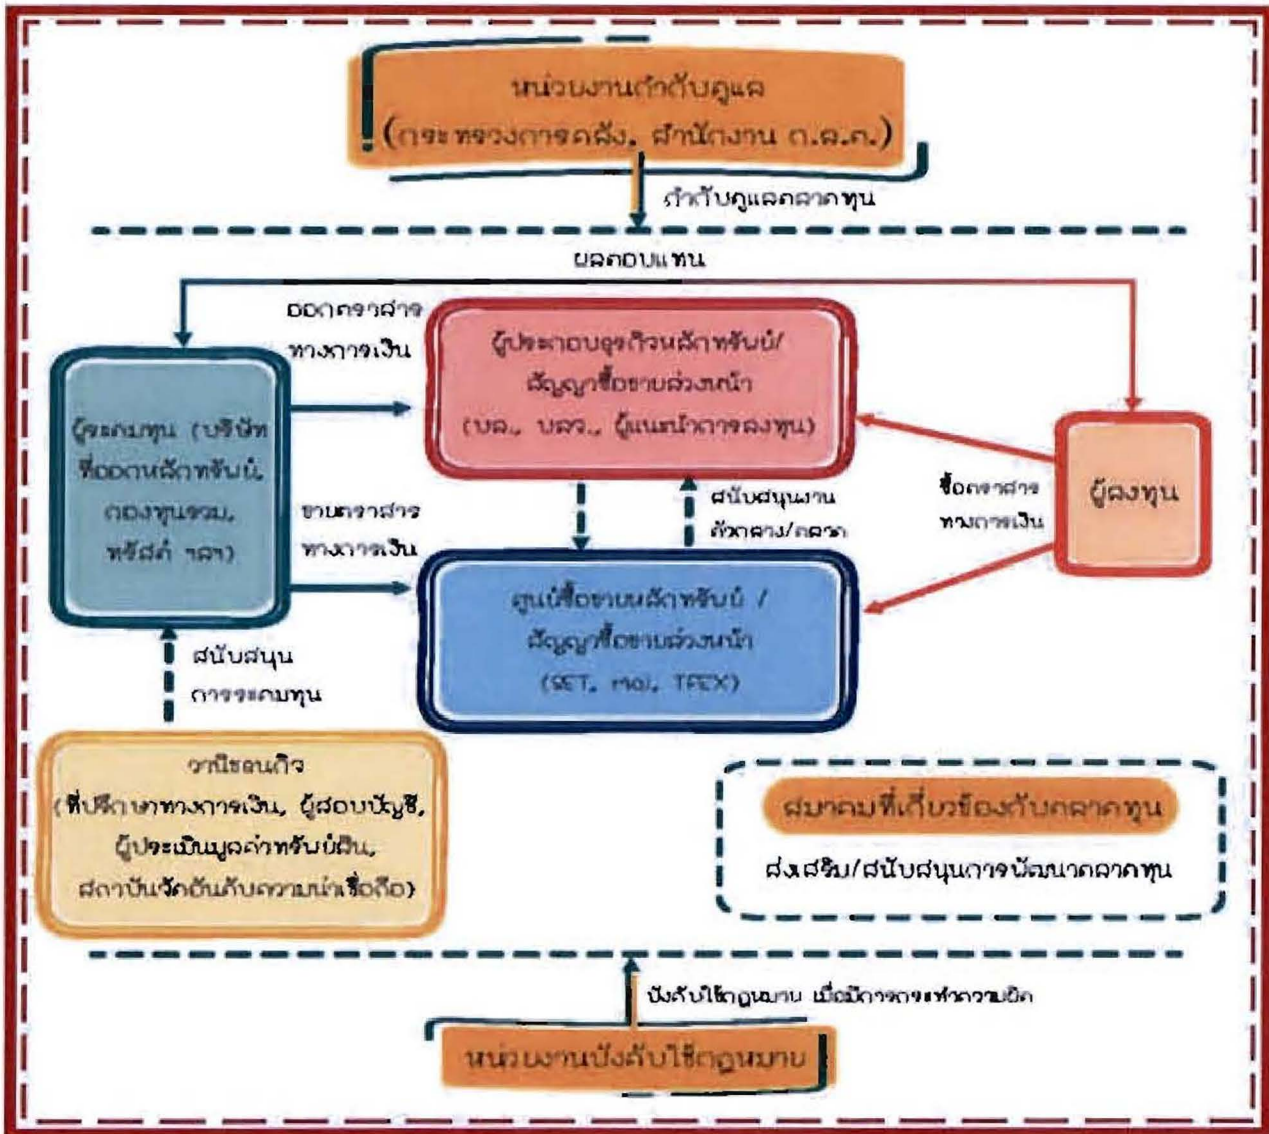 หน่วยงานกำกับดูแล
(กระทรวงการคลัง, สำนักงาน ก.ล.ต.)
กำกับดูแลตลาดทุน
ผลตอบแทน
ออกตราสาร
ทางการเงิน
ผู้ประกอบธุรกิจหลักทรัพย์/
สัญญาซื้อขายล่วงหน้า
(บล., บลจ., ผู้แนะนำการลงทุน)
ผู้ระดมทุน (บริษัท
ที่ออกหลักทรัพย์,
กองทุนรวม,
ทรัสต์ ฯลฯ)
ขายตราสาร
ทางการเงิน
สนับสนุนงาน
ตัวกลาง/ตลาด
ซื้อตราสาร
ทางการเงิน
ผู้ลงทุน
ศูนย์ซื้อขายหลักทรัพย์ /
สัญญาซื้อขายล่วงหน้า
(SET, mai, TFEX)
สนับสนุน
การระดมทุน
วานิชธนกิจ
(ที่ปรึกษาทางการเงิน, ผู้สอบบัญชี,
ผู้ประเมินมูลค่าทรัพย์สิน,
สถาบันจัดอันดับความน่าเชื่อถือ)
สมาคมที่เกี่ยวข้องกับตลาดทุน
ส่งเสริม/สนับสนุนการพัฒนาตลาดทุน
บังคับใช้กฎหมาย เมื่อมีการกระทำความผิด
หน่วยงานบังคับใช้กฎหมาย